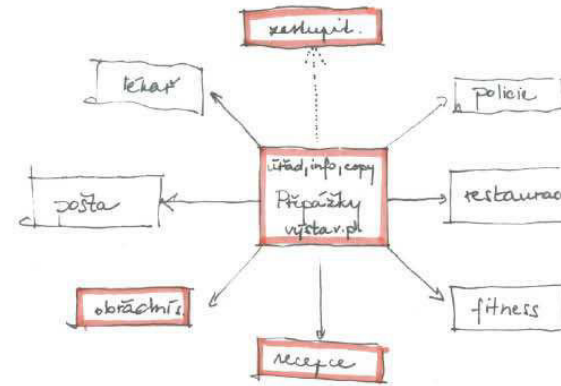 zastupit.
lékař
policie
úřad, info, copy
Přepážky
výstav. pl.
pošta
restaurac
obřadní s.
fitness
recepce